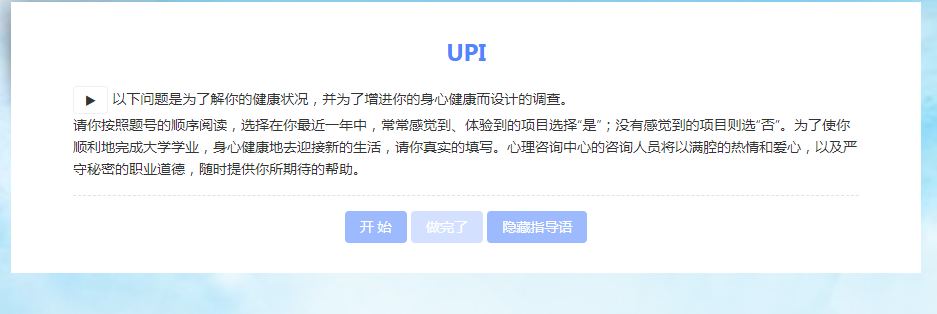 UPI
以下问题是为了解你的健康状况，并为了增进你的身心健康而设计的调查。
请你按照题号的顺序阅读，选择在你最近一年中，常常感觉到、体验到的项目选择“是”；没有感觉到的项目则选“否”。为了使你
顺利地完成大学学业，身心健康地去迎接新的生活，请你真实的填写。心理咨询中心的咨询人员将以满腔的热情和爱心，以及严
守秘密的职业道德，随时提供你所期待的帮助。
开 始 做完了 隐藏指导语